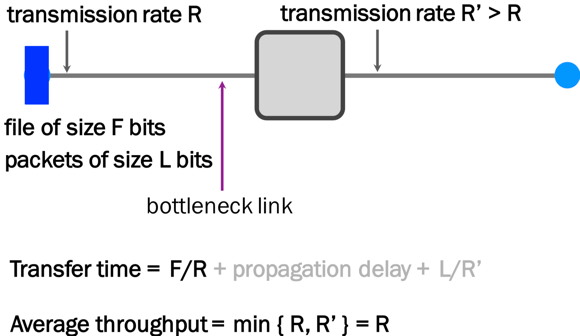 transmission rate R
transmission rate R’ > R
file of size F bits
packets of size L bits
bottleneck link
Transfer time = F/R + propagation delay + L/R’
Average throughput = min { R, R’ } = R